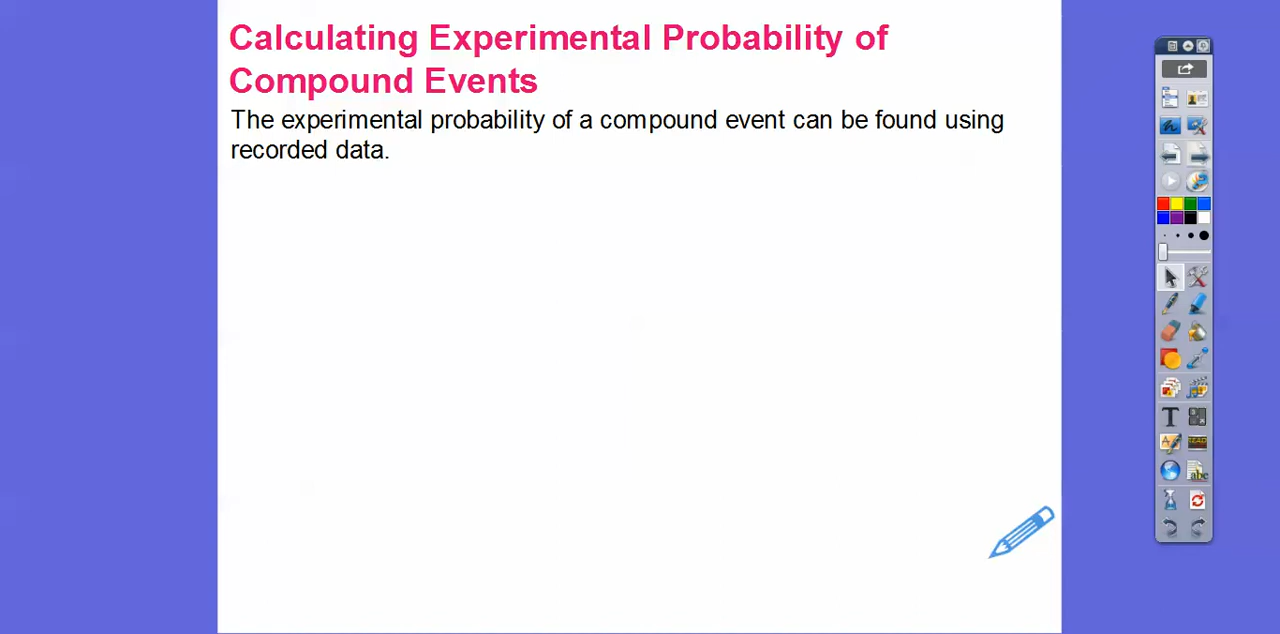 Calculating Experimental Probability of
Compound Events
The experimental probability of a compound event can be found using
recorded data.